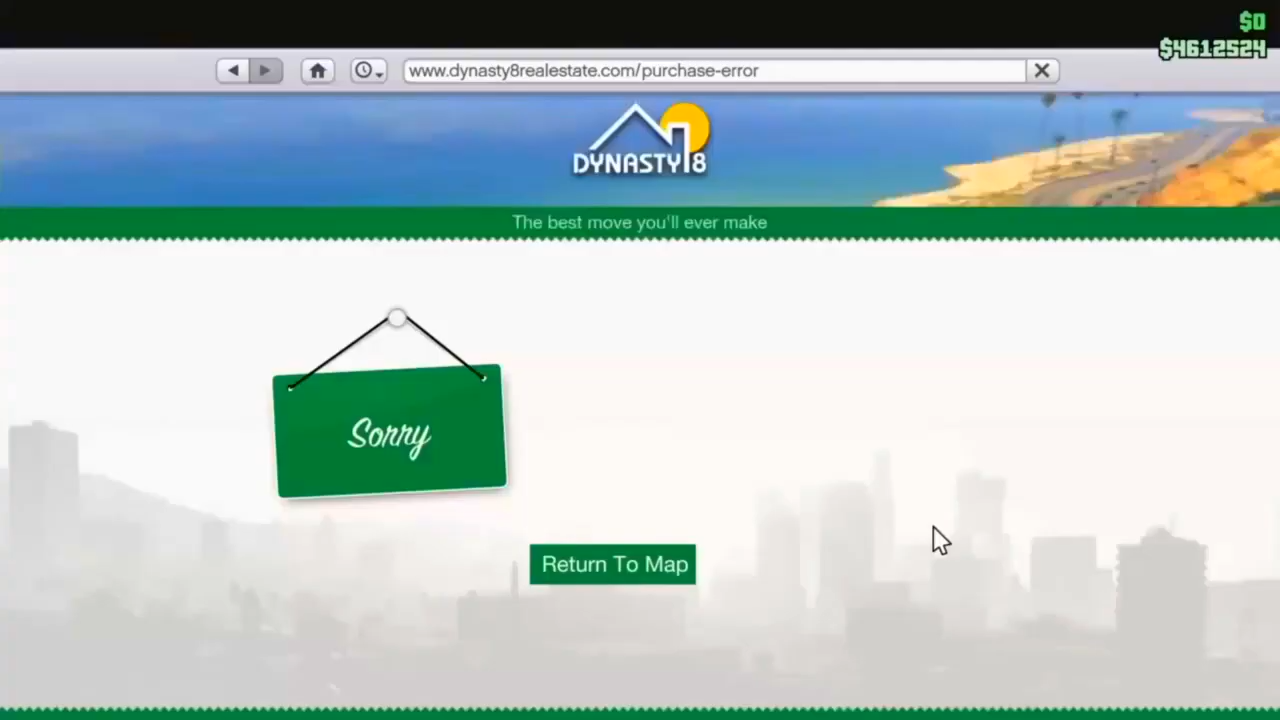 $0
$4612524
www.dynasty8realestate.com/purchase-error
DYNASTY8
The best move you'll ever make
Sorry
Return To Map